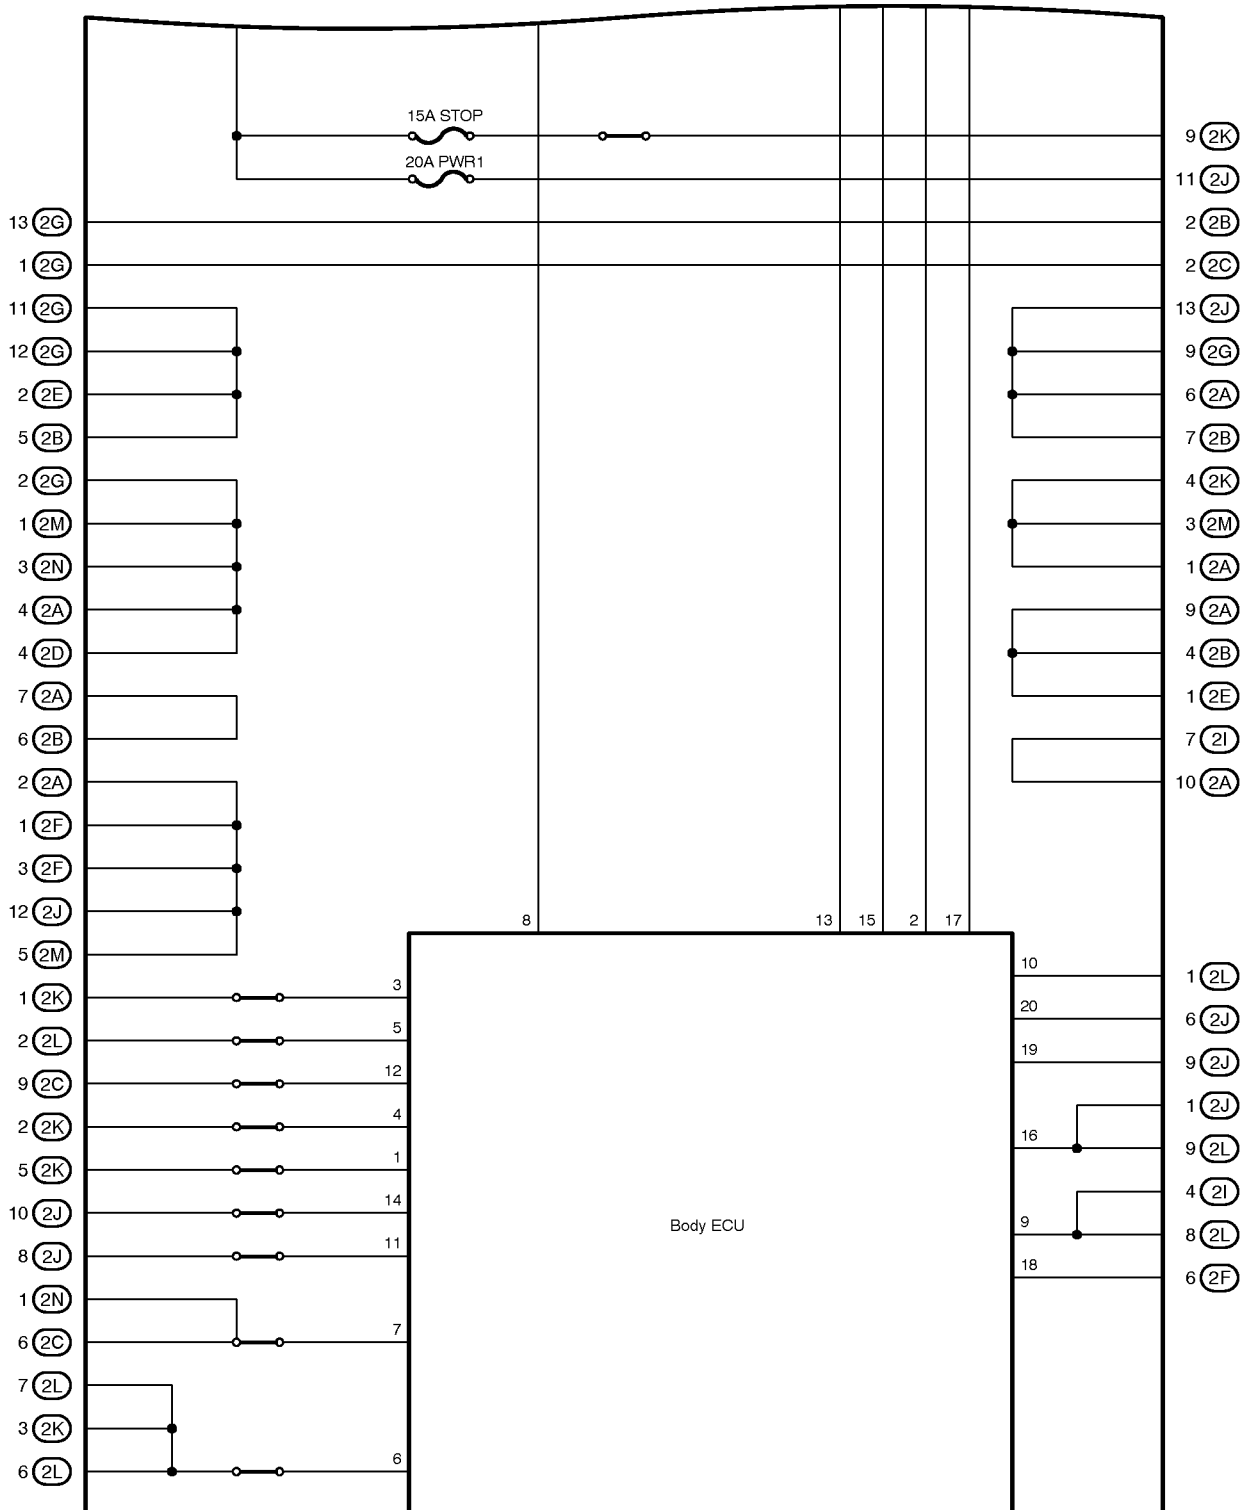 15A STOP
9 2K
20A PWR1
11 2J
13 2G
2 2B
1 2G
2 2C
11 2G
13 2J
12 2G
9 2G
2 2E
6 2A
5 2B
7 2B
2 2G
4 2K
1 2M
3 2M
3 2N
1 2A
4 2A
9 2A
4 2D
4 2B
7 2A
1 2E
6 2B
7 2I
2 2A
10 2A
1 2F
3 2F
12 2J
8 13 15 2 17
5 2M
10
1 2L
3
1 2K
20
6 2J
5
2 2L
19
9 2J
12
9 2C
1 2J
4
2 2K
16
9 2L
1
5 2K
4 2I
14
10 2J
Body ECU
9
8 2L
11
8 2J
18
6 2F
1 2N
7
6 2C
7 2L
3 2K
6
6 2L